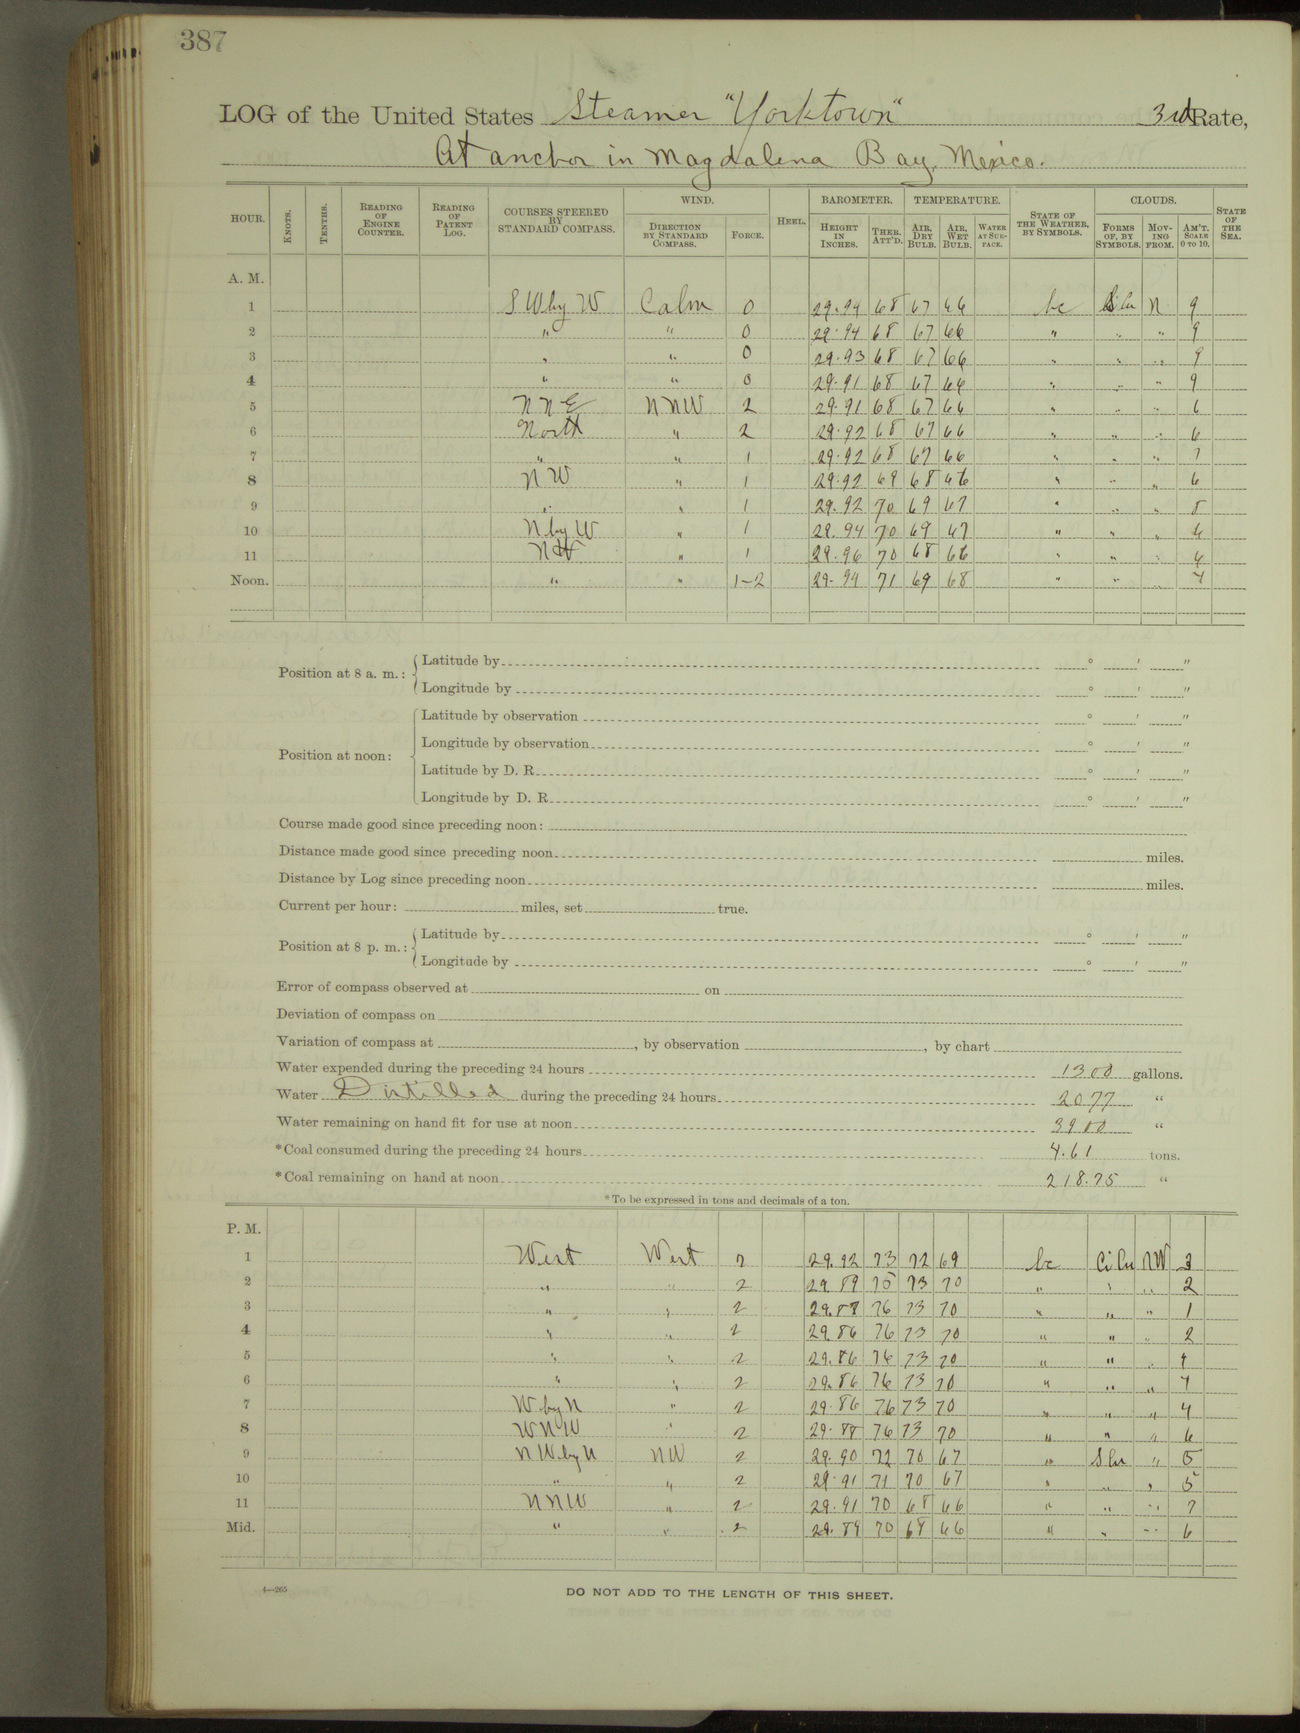 387
LOG of the United States Steamer "Yorktown" 3rd Rate,
At anchor in Magdalena Bay, Mexico.
HOUR. KNOTS. TENTHS. READING OF ENGINE COUNTER. READING OF PATENT LOG. COURSES STEERED BY STANDARD COMPASS. WIND. DIRECTION BY STANDARD COMPASS. FORCE. HEEL. BAROMETER. HEIGHT IN INCHES. THER. ATT'D. TEMPERATURE. AIR, DRY BULB. AIR, WET BULB. WATER AT SURFACE. STATE OF THE WEATHER, BY SYMBOLS. CLOUDS. FORMS OF, BY SYMBOLS. MOVING FROM. AM'T. SCALE 0 TO 10. STATE OF THE SEA.
A. M.
1 S W by W Calm 0 29.94 68 67 66 bc N 9
2 " " 0 29.94 68 67 66 " " " 9
3 " " 0 29.93 68 67 66 " " " 9
4 " " 0 29.91 68 67 66 " " " 9
5 N N E N N W 2 29.91 68 67 66 " " " 6
6 North " 2 29.92 68 67 66 " " " 6
7 " " 1 29.92 68 67 66 " " " 7
8 N W " 1 29.92 69 68 66 " " " 6
9 " " 1 29.92 70 69 67 " " "
10 N by W " 1 29.94 70 69 67 " " "
11 " 1 29.96 70 68 66 " " "
Noon. " " 1-2 29.94 71 69 68 " " "
Position at 8 a. m.: Latitude by ° ' "
Longitude by ° ' "
Position at noon: Latitude by observation ° ' "
Longitude by observation ° ' "
Latitude by D. R. ° ' "
Longitude by D. R. ° ' "
Course made good since preceding noon:
Distance made good since preceding noon miles.
Distance by Log since preceding noon miles.
Current per hour: miles, set true.
Position at 8 p. m.: Latitude by ° ' "
Longitude by ° ' "
Error of compass observed at on
Deviation of compass on
Variation of compass at , by observation , by chart
Water expended during the preceding 24 hours 1300 gallons.
Water Distilled during the preceding 24 hours 2077 "
Water remaining on hand fit for use at noon 3900 "
*Coal consumed during the preceding 24 hours 4.61 tons.
*Coal remaining on hand at noon 218.75 "
*To be expressed in tons and decimals of a ton.
P. M.
1 West West 2 29.92 73 72 69 bc Ci Cu NW 3
2 " " 2 29.89 75 73 70 " " " 2
3 " " 2 76 73 70 " " " 1
4 " " 2 29.86 76 73 70 " " " 2
5 " " 2 29.86 76 73 70 " " "
6 " " 2 29.86 76 73 70 " " "
7 W by N " 2 29.86 76 73 70 " " " 4
8 W N W " 2 29.88 76 73 70 " " " 6
9 N W by N N W 2 29.90 72 70 67 " S Cu " 5
10 " " 2 29.91 71 70 67 " " " 5
11 N N W " 2 29.91 70 68 66 " " " 7
Mid. " " 2 29.89 70 68 66 " " " 6
4—265
DO NOT ADD TO THE LENGTH OF THIS SHEET.